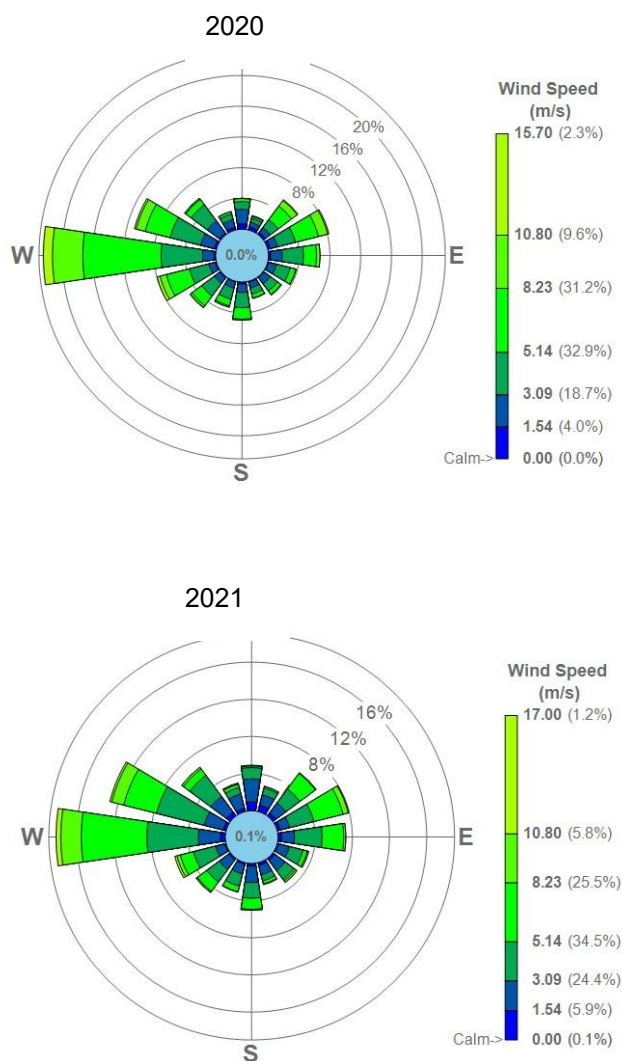 2020
20%
16%
12%
8%
W
0.0%
E
S
Wind Speed
(m/s)
15.70 (2.3%)
10.80 (9.6%)
8.23 (31.2%)
5.14 (32.9%)
3.09 (18.7%)
1.54 (4.0%)
Calm-> 0.00 (0.0%)
2021
16%
12%
8%
W
0.1%
E
S
Wind Speed
(m/s)
17.00 (1.2%)
10.80 (5.8%)
8.23 (25.5%)
5.14 (34.5%)
3.09 (24.4%)
1.54 (5.9%)
Calm-> 0.00 (0.1%)